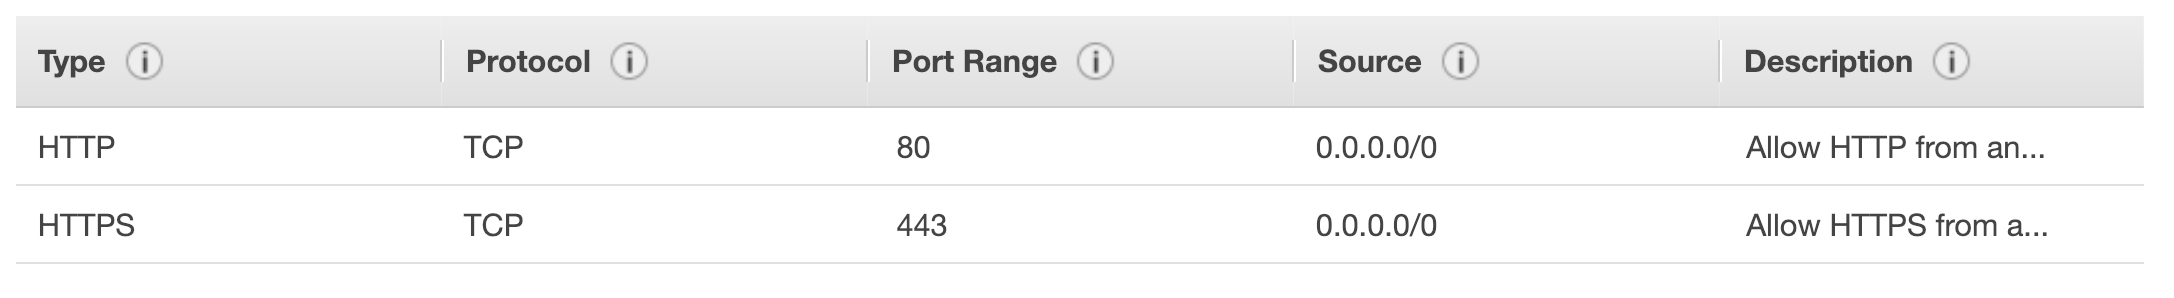 Type Protocol Port Range Source Description
HTTP TCP 80 0.0.0.0/0 Allow HTTP from an...
HTTPS TCP 443 0.0.0.0/0 Allow HTTPS from a...